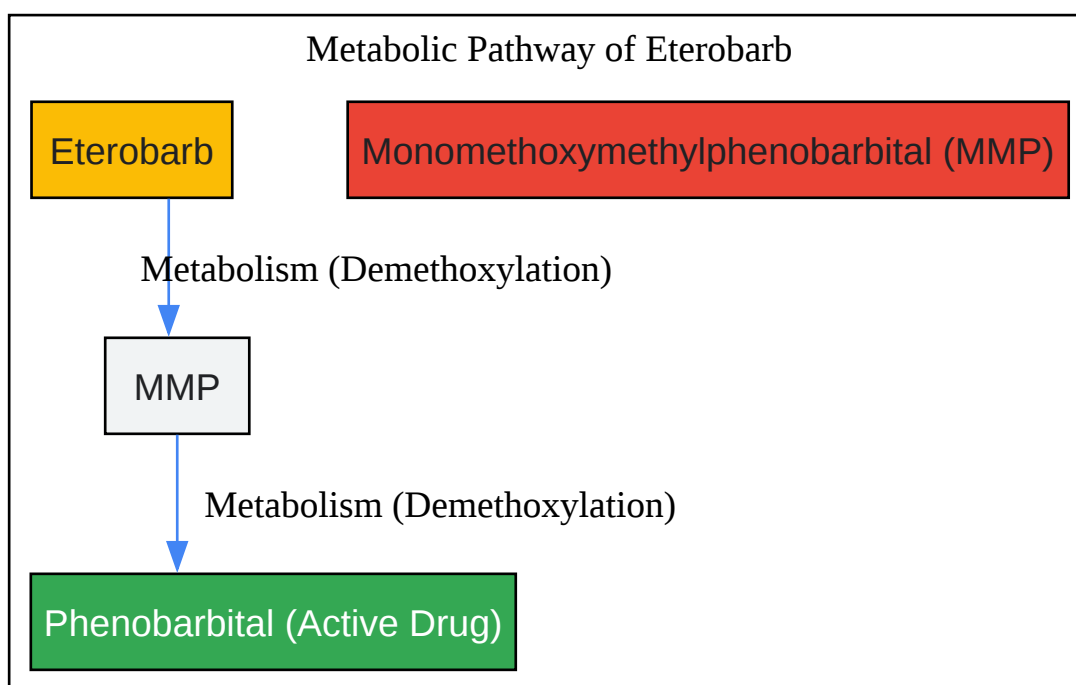 Metabolic Pathway of Eterobarb
Eterobarb
Monomethoxymethylphenobarbital (MMP)
Metabolism (Demethoxylation)
MMP
Metabolism (Demethoxylation)
Phenobarbital (Active Drug)